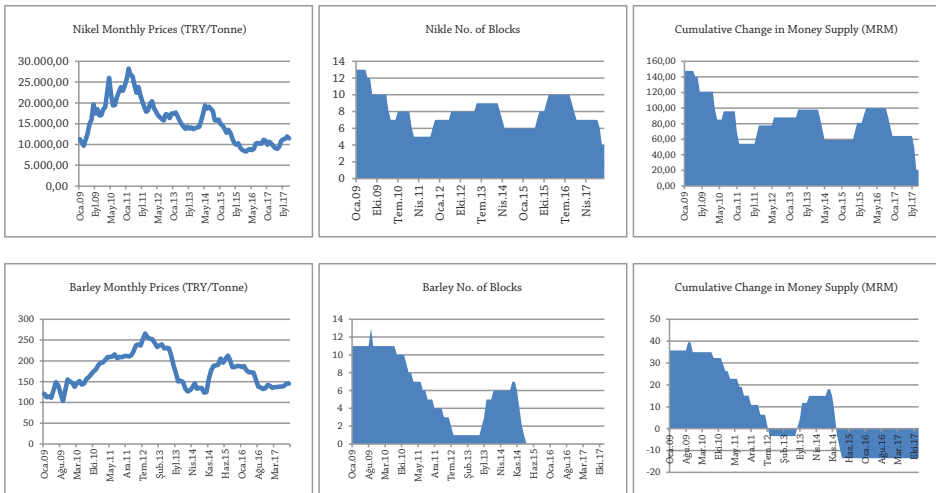 Nikel Monthly Prices (TRY/Tonne)
30.000,00
25.000,00
20.000,00
15.000,00
10.000,00
5.000,00
0,00
Oca.09
Eyl.09
May.10
Oca.11
Eyl.11
May.12
Oca.13
Eyl.13
May.14
Oca.15
Eyl.15
May.16
Oca.17
Eyl.17
Nikle No. of Blocks
14
12
10
8
6
4
2
0
Oca.09
Eki.09
Tem.10
Nis.11
Oca.12
Eki.12
Tem.13
Nis.14
Oca.15
Eki.15
Tem.16
Nis.17
Cumulative Change in Money Supply (MRM)
160,00
140,00
120,00
100,00
80,00
60,00
40,00
20,00
0,00
Oca.09
Eyl.09
May.10
Oca.11
Eyl.11
May.12
Oca.13
Eyl.13
May.14
Oca.15
Eyl.15
May.16
Oca.17
Eyl.17
Barley Monthly Prices (TRY/Tonne)
300
250
200
150
100
50
0
Oca.09
Ağu.09
Mar.10
Eki.10
May.11
Ara.11
Tem.12
Şub.13
Eyl.13
Nis.14
Kas.14
Haz.15
Oca.16
Ağu.16
Mar.17
Barley No. of Blocks
14
12
10
8
6
4
2
0
Oca.09
Ağu.09
Mar.10
Eki.10
May.11
Ara.11
Tem.12
Şub.13
Eyl.13
Nis.14
Kas.14
Haz.15
Oca.16
Ağu.16
Mar.17
Eki.17
Cumulative Change in Money Supply (MRM)
50
40
30
20
10
0
-10
-20
Oca.09
Ağu.09
Mar.10
Eki.10
May.11
Ara.11
Tem.12
Şub.13
Eyl.13
Nis.14
Kas.14
Haz.15
Oca.16
Ağu.16
Mar.17
Eki.17